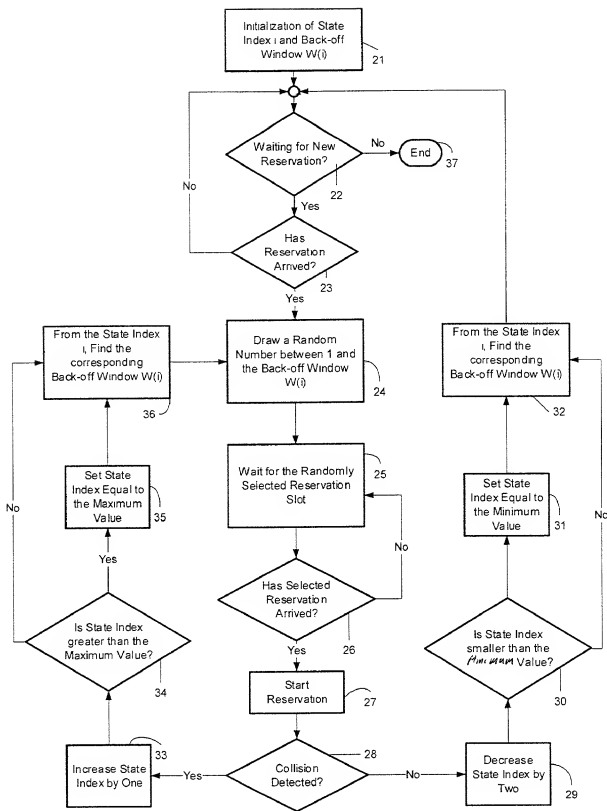 Initialization of State
Index i and Back-off
Window W(i)
21
Waiting for New
Reservation?
22
No
End
37
Yes
No
Has
Reservation
Arrived?
23
Yes
From the State Index
i, Find the
corresponding
Back-off Window W(i)
36
Draw a Random
Number between 1 and
the Back-off Window
W(i)
24
From the State Index
i, Find the
corresponding
Back-off Window W(i)
32
Wait for the Randomly
Selected Reservation
Slot
25
Set State
Index Equal to
the Maximum
Value
35
Set State
Index Equal to
the Minimum
Value
31
No
No
No
Yes
Has Selected
Reservation
Arrived?
26
Yes
Is State Index
greater than the
Maximum Value?
34
Is State Index
smaller than the
Minimum Value?
30
Start
Reservation
27
Collision
Detected?
28
Yes
No
Increase State
Index by One
33
Decrease
State Index by
Two
29